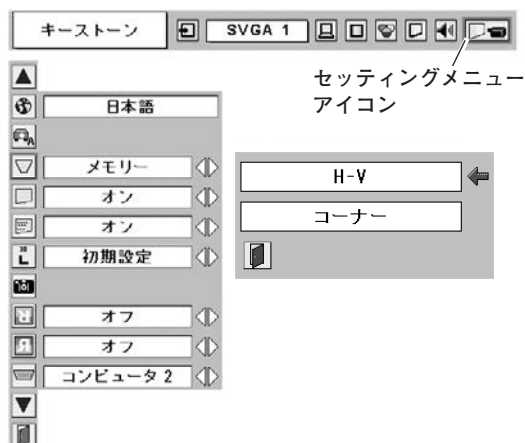 キーストーン
SVGA 1
セッティングメニュー
アイコン
日本語
メモリー
オン
オン
初期設定
オフ
オフ
コンピュータ 2
H-V
コーナー